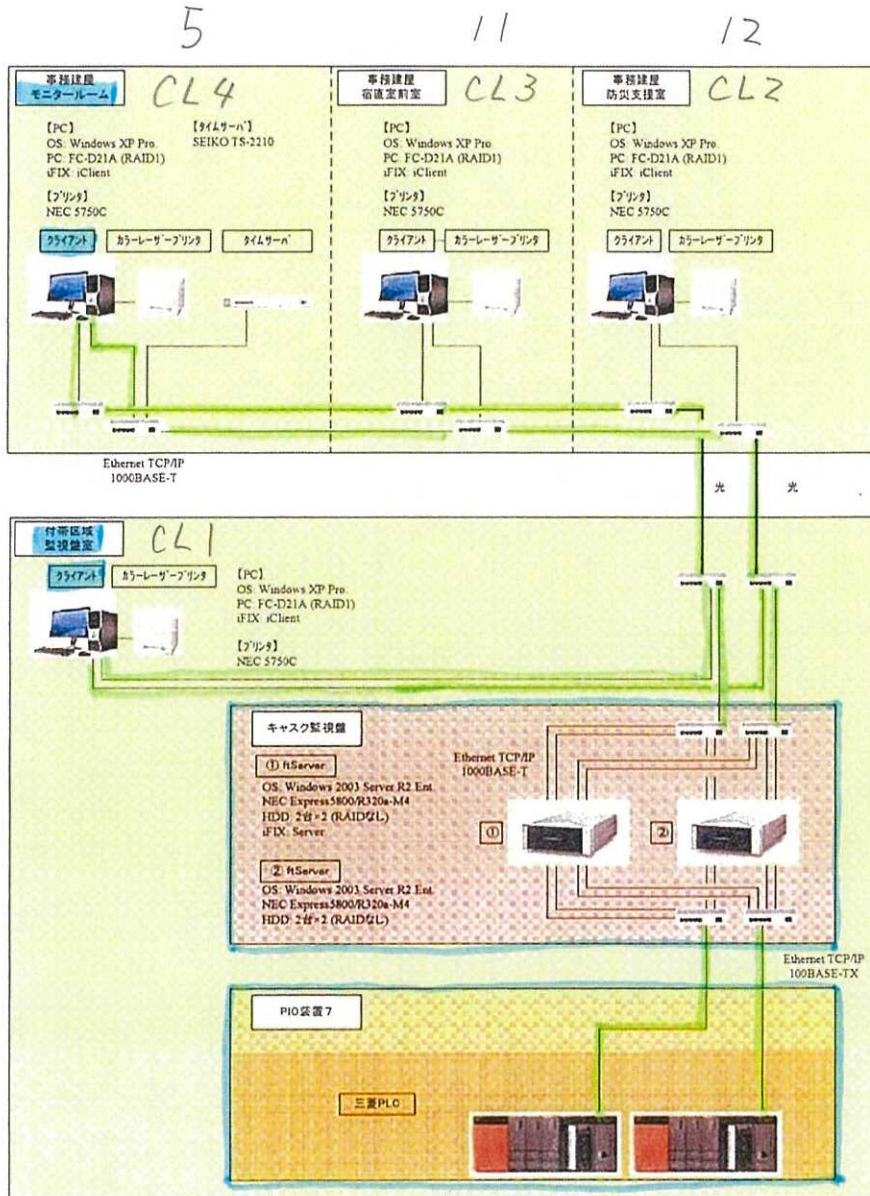 5 11 12
事務建屋
モニタールーム
CL4
【PC】
OS: Windows XP Pro.
PC: FC-D21A (RAID1)
iFIX: iClient
【プリンタ】
NEC 5750C
【タイムサーバ】
SEIKO TS-2210
クライアント カラーレーザープリンタ タイムサーバ
事務建屋
宿直室前室
CL3
【PC】
OS: Windows XP Pro.
PC: FC-D21A (RAID1)
iFIX: iClient
【プリンタ】
NEC 5750C
クライアント カラーレーザープリンタ
事務建屋
防災支援室
CL2
【PC】
OS: Windows XP Pro.
PC: FC-D21A (RAID1)
iFIX: iClient
【プリンタ】
NEC 5750C
クライアント カラーレーザープリンタ
Ethernet TCP/IP
1000BASE-T
光 光
付帯区域
監視盤室
CL1
クライアント カラーレーザープリンタ
【PC】
OS: Windows XP Pro.
PC: FC-D21A (RAID1)
iFIX: iClient
【プリンタ】
NEC 5750C
キャスク監視盤
Ethernet TCP/IP
1000BASE-T
① ftServer
OS: Windows 2003 Server R2 Ent.
NEC Express5800/R320a-M4
HDD: 2台×2 (RAIDなし)
iFIX: Server
① ②
② ftServer
OS: Windows 2003 Server R2 Ent.
NEC Express5800/R320a-M4
HDD: 2台×2 (RAIDなし)
Ethernet TCP/IP
100BASE-TX
PIO装置7
三菱PLC